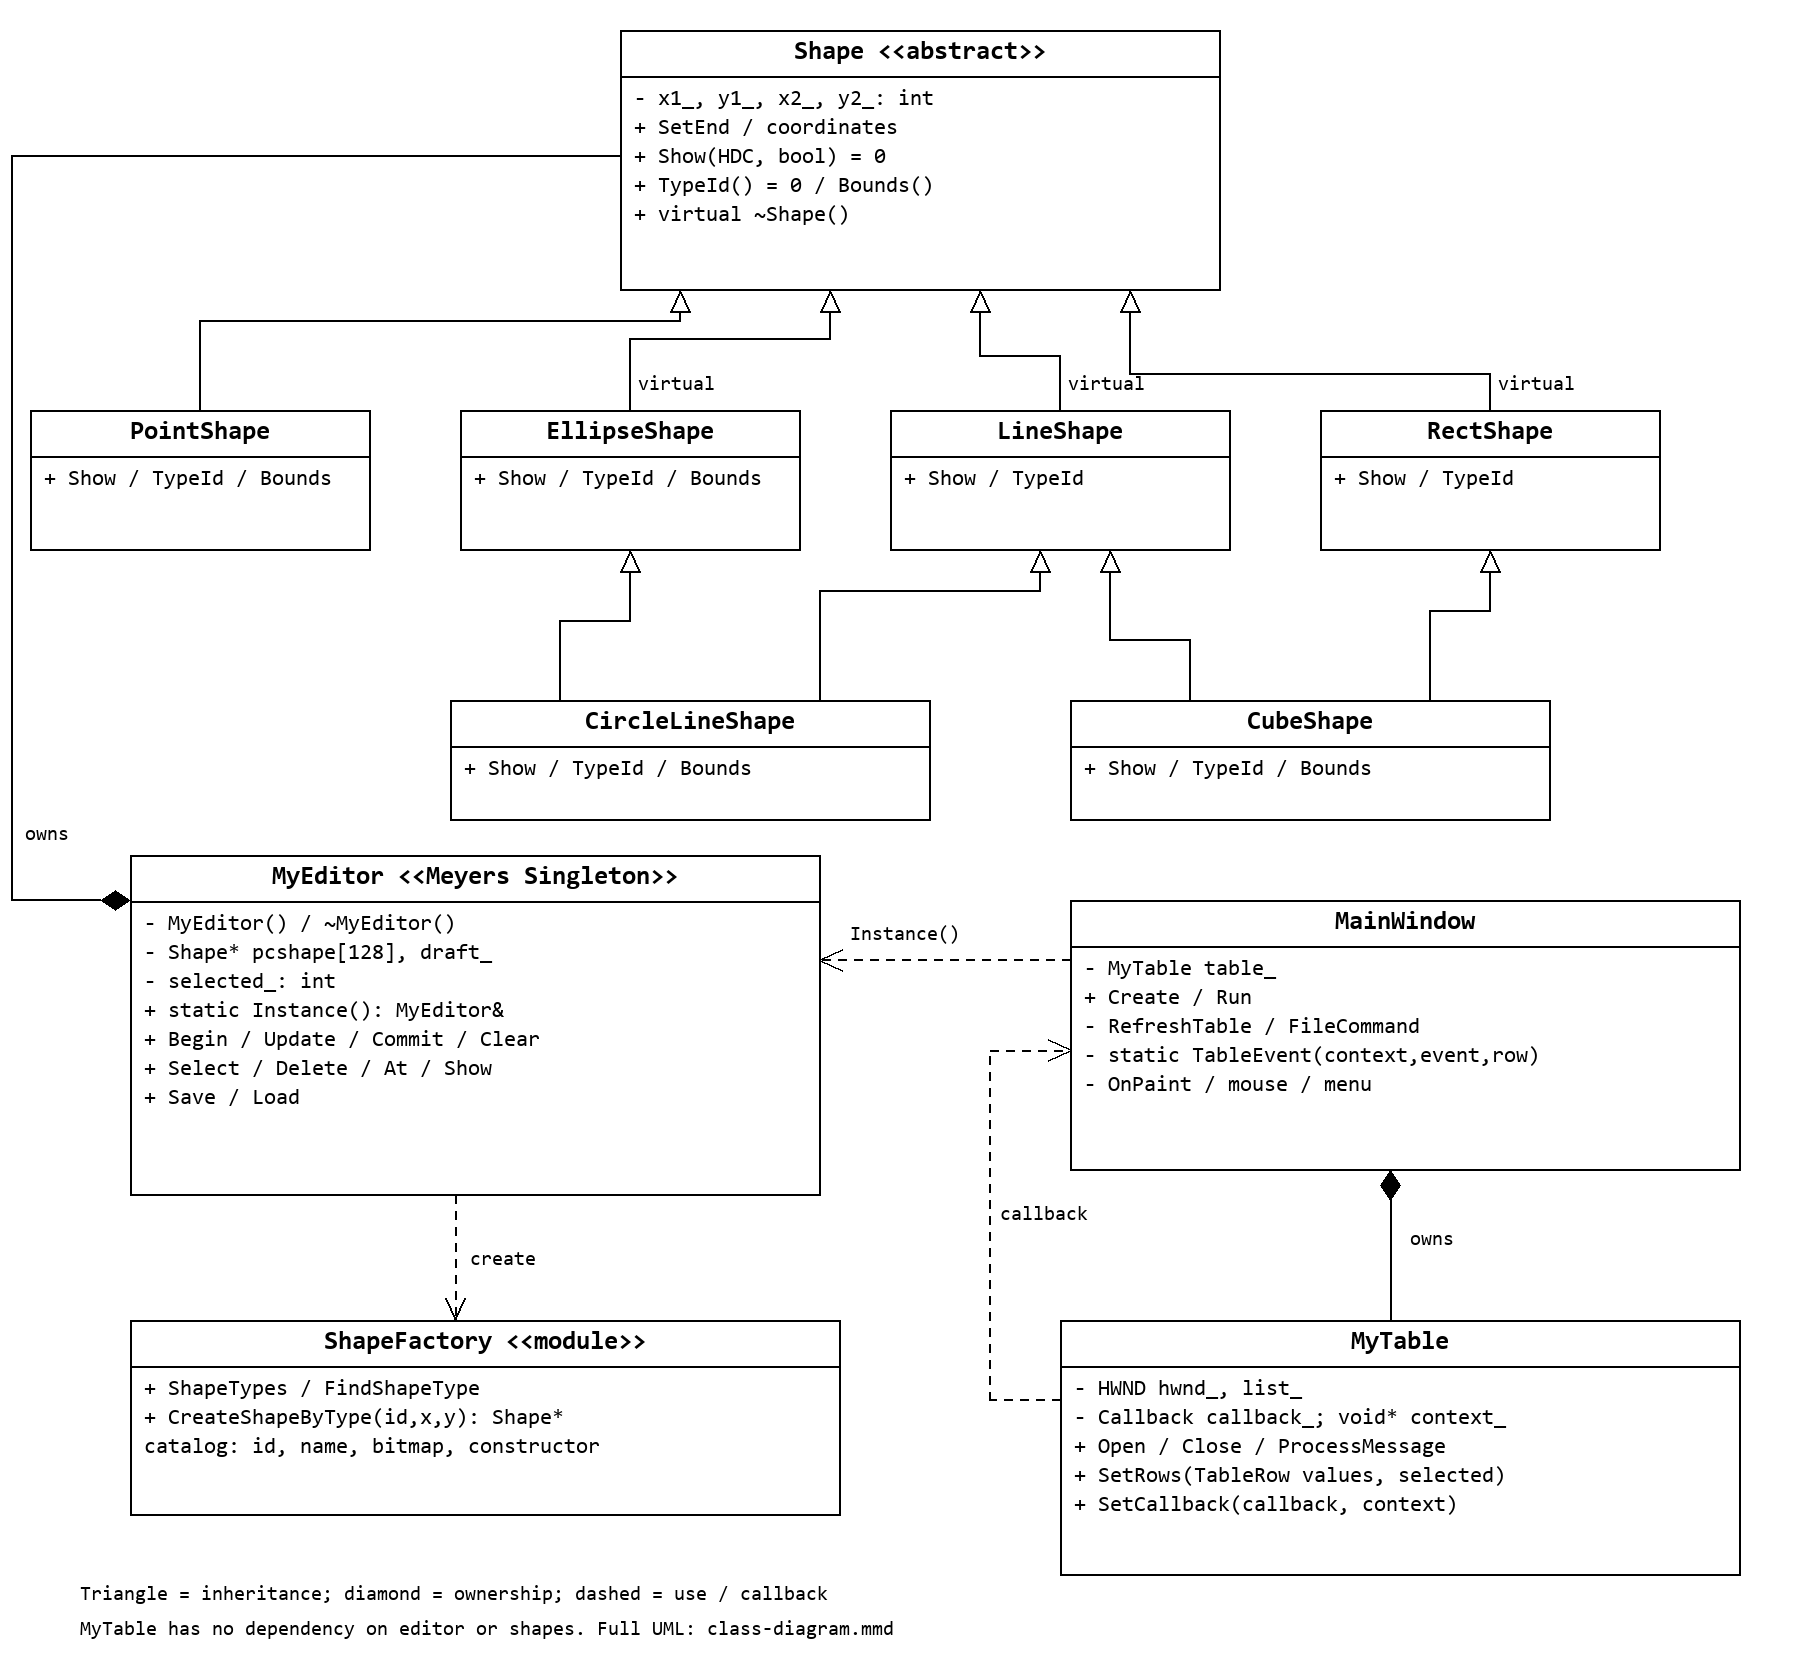 Shape <<abstract>>
- x1_, y1_, x2_, y2_: int
+ SetEnd / coordinates
+ Show(HDC, bool) = 0
+ TypeId() = 0 / Bounds()
+ virtual ~Shape()
virtual
virtual
virtual
PointShape
+ Show / TypeId / Bounds
EllipseShape
+ Show / TypeId / Bounds
LineShape
+ Show / TypeId
RectShape
+ Show / TypeId
CircleLineShape
+ Show / TypeId / Bounds
CubeShape
+ Show / TypeId / Bounds
owns
MyEditor <<Meyers Singleton>>
- MyEditor() / ~MyEditor()
- Shape* pcshape[128], draft_
- selected_: int
+ static Instance(): MyEditor&
+ Begin / Update / Commit / Clear
+ Select / Delete / At / Show
+ Save / Load
Instance()
MainWindow
- MyTable table_
+ Create / Run
- RefreshTable / FileCommand
- static TableEvent(context,event,row)
- OnPaint / mouse / menu
callback
owns
create
ShapeFactory <<module>>
+ ShapeTypes / FindShapeType
+ CreateShapeByType(id,x,y): Shape*
catalog: id, name, bitmap, constructor
MyTable
- HWND hwnd_, list_
- Callback callback_; void* context_
+ Open / Close / ProcessMessage
+ SetRows(TableRow values, selected)
+ SetCallback(callback, context)
Triangle = inheritance; diamond = ownership; dashed = use / callback
MyTable has no dependency on editor or shapes. Full UML: class-diagram.mmd